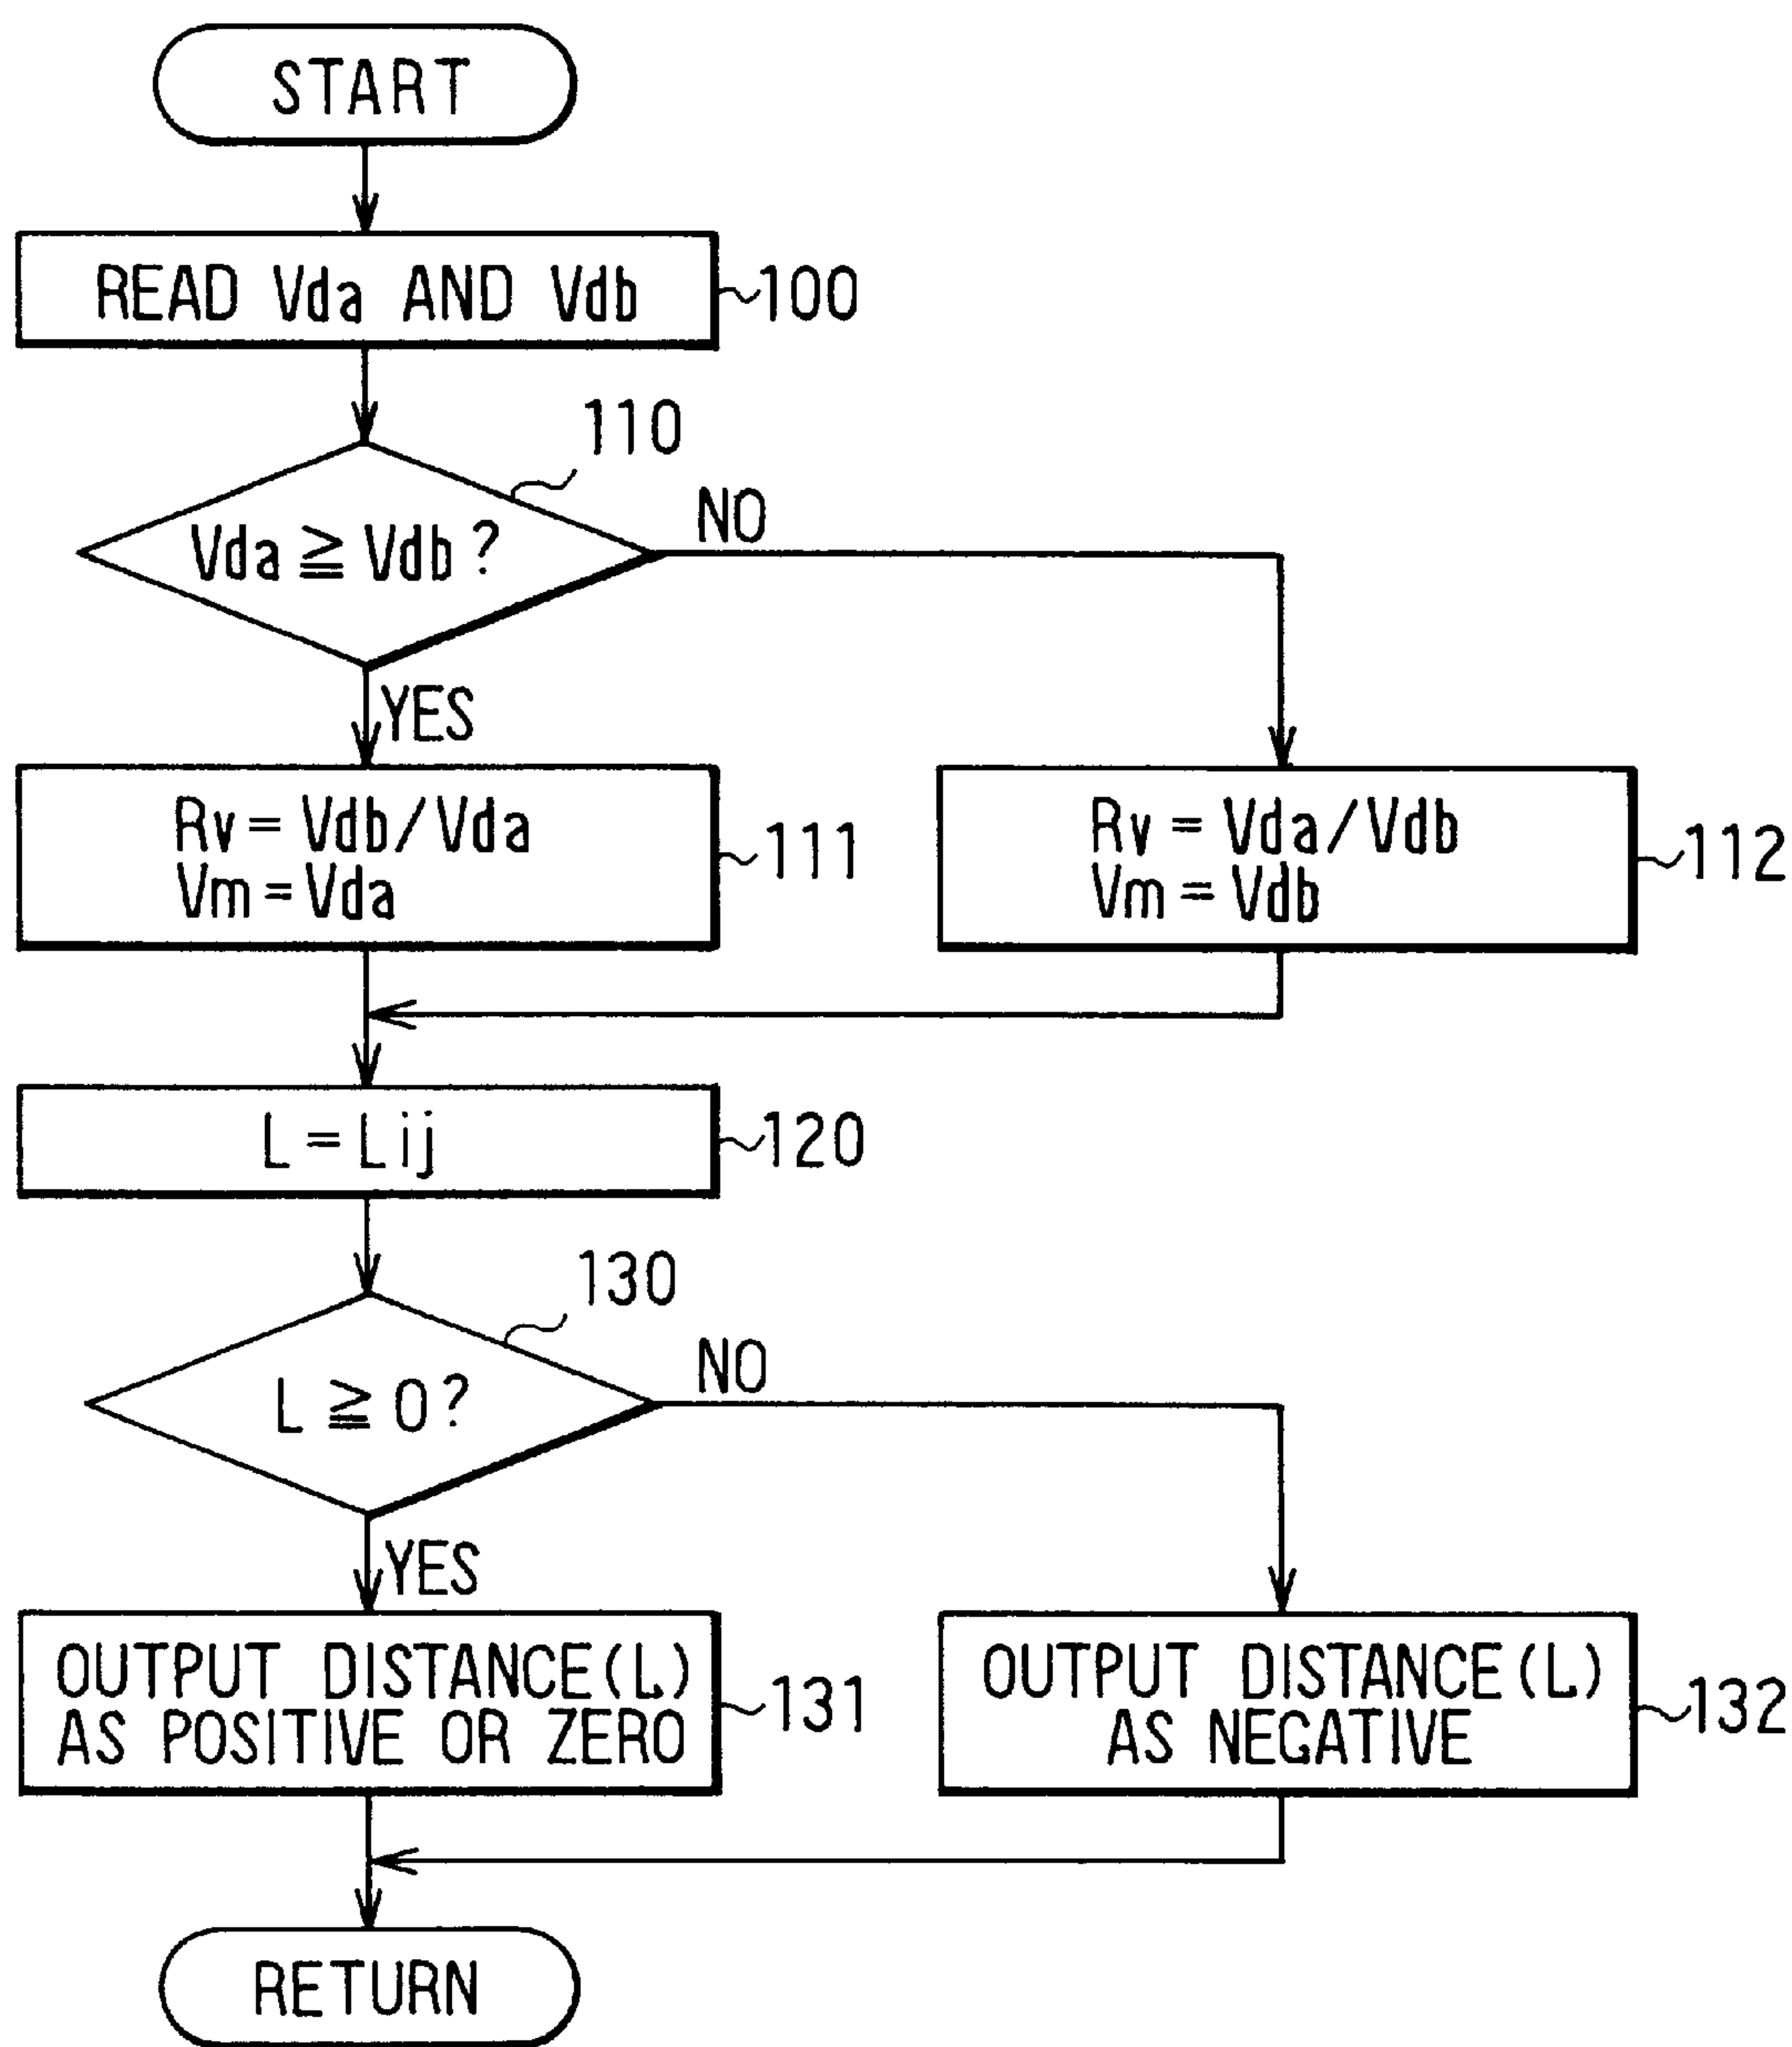 START
READ Vda AND Vdb
100
110
Vda ≧ Vdb ?
NO
YES
Rv = Vdb/Vda
Vm = Vda
111
Rv = Vda/Vdb
Vm = Vdb
112
L = Lij
120
130
L ≧ 0 ?
NO
YES
OUTPUT DISTANCE(L)
AS POSITIVE OR ZERO
131
OUTPUT DISTANCE(L)
AS NEGATIVE
132
RETURN